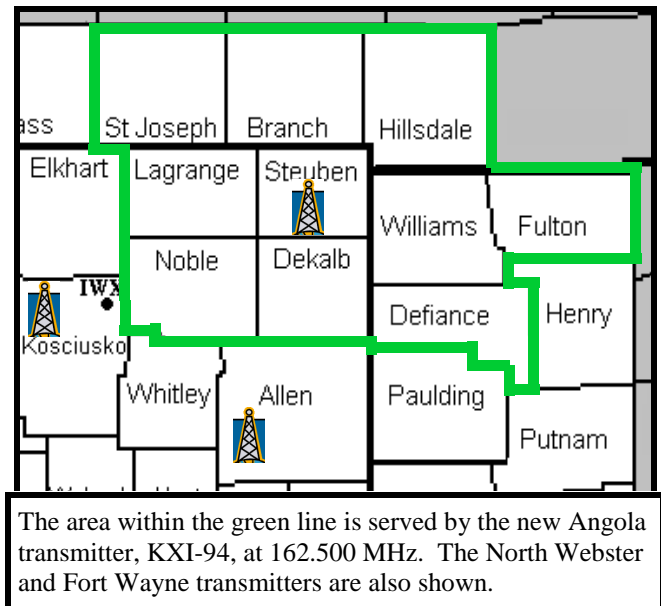 ass St Joseph Branch Hillsdale
Elkhart Lagrange Steuben
Williams Fulton
Noble Dekalb
IWX
Defiance Henry
Kosciusko
Whitley Allen Paulding
Putnam
The area within the green line is served by the new Angola
transmitter, KXI-94, at 162.500 MHz. The North Webster
and Fort Wayne transmitters are also shown.